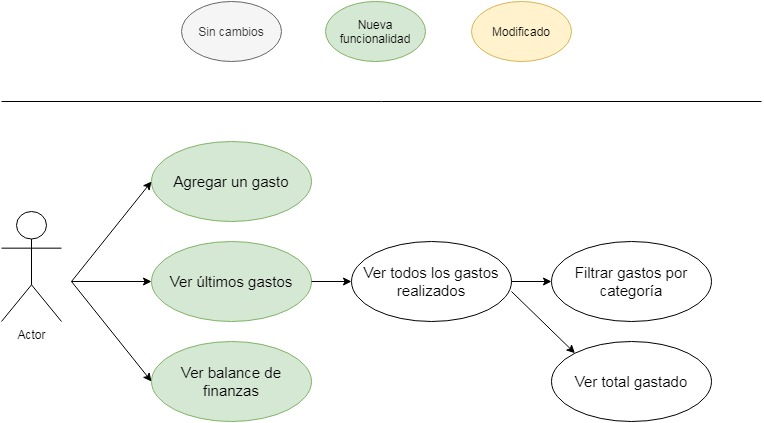 Sin cambios
Nueva
funcionalidad
Modificado
Agregar un gasto
Ver últimos gastos
Ver todos los gastos
realizados
Filtrar gastos por
categoría
Actor
Ver balance de
finanzas
Ver total gastado